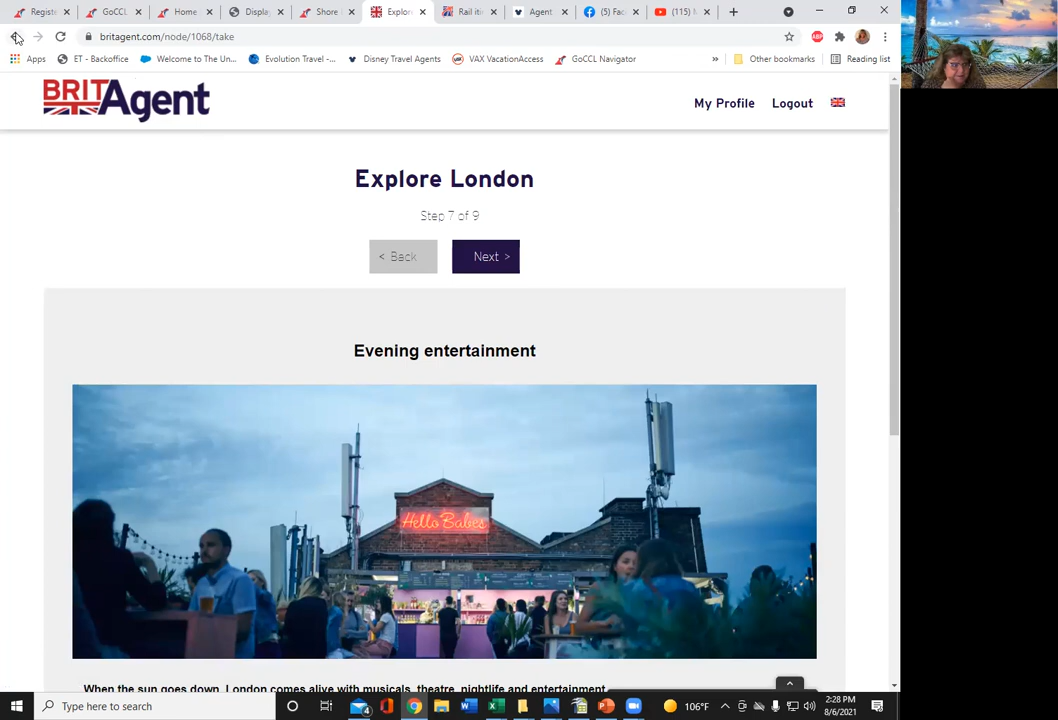 Registe
GoCCL
Home
Display
Shore
Explore
Rail iti
Agent
(5) Fac
(115) M
britagent.com/node/1068/take
Apps
ET - Backoffice
Welcome to The Un...
Evolution Travel -...
Disney Travel Agents
VAX VacationAccess
GoCCL Navigator
»
Other bookmarks
Reading list
BRITAgent
My Profile
Logout
Explore London
Step 7 of 9
< Back
Next >
Evening entertainment
Hello Babes
When the sun goes down, London comes alive with musicals, theatre, nightlife and entertainment
Type here to search
4
106°F
2:28 PM
8/6/2021